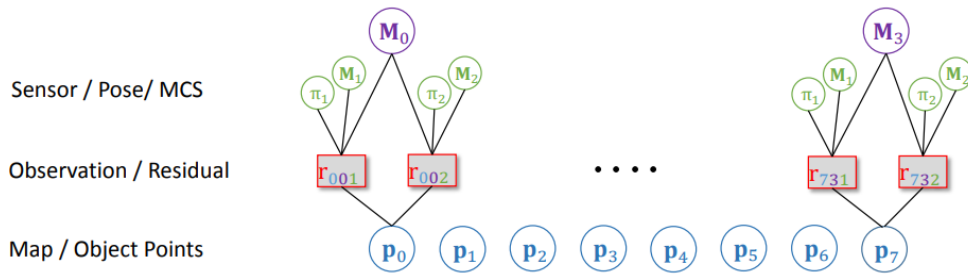 M₀ M₃
π₁ M₁ π₂ M₂ π₁ M₁ π₂ M₂
Sensor / Pose/ MCS
Observation / Residual r₀₀₁ r₀₀₂ . . . . r₇₃₁ r₇₃₂
Map / Object Points p₀ p₁ p₂ p₃ p₄ p₅ p₆ p₇